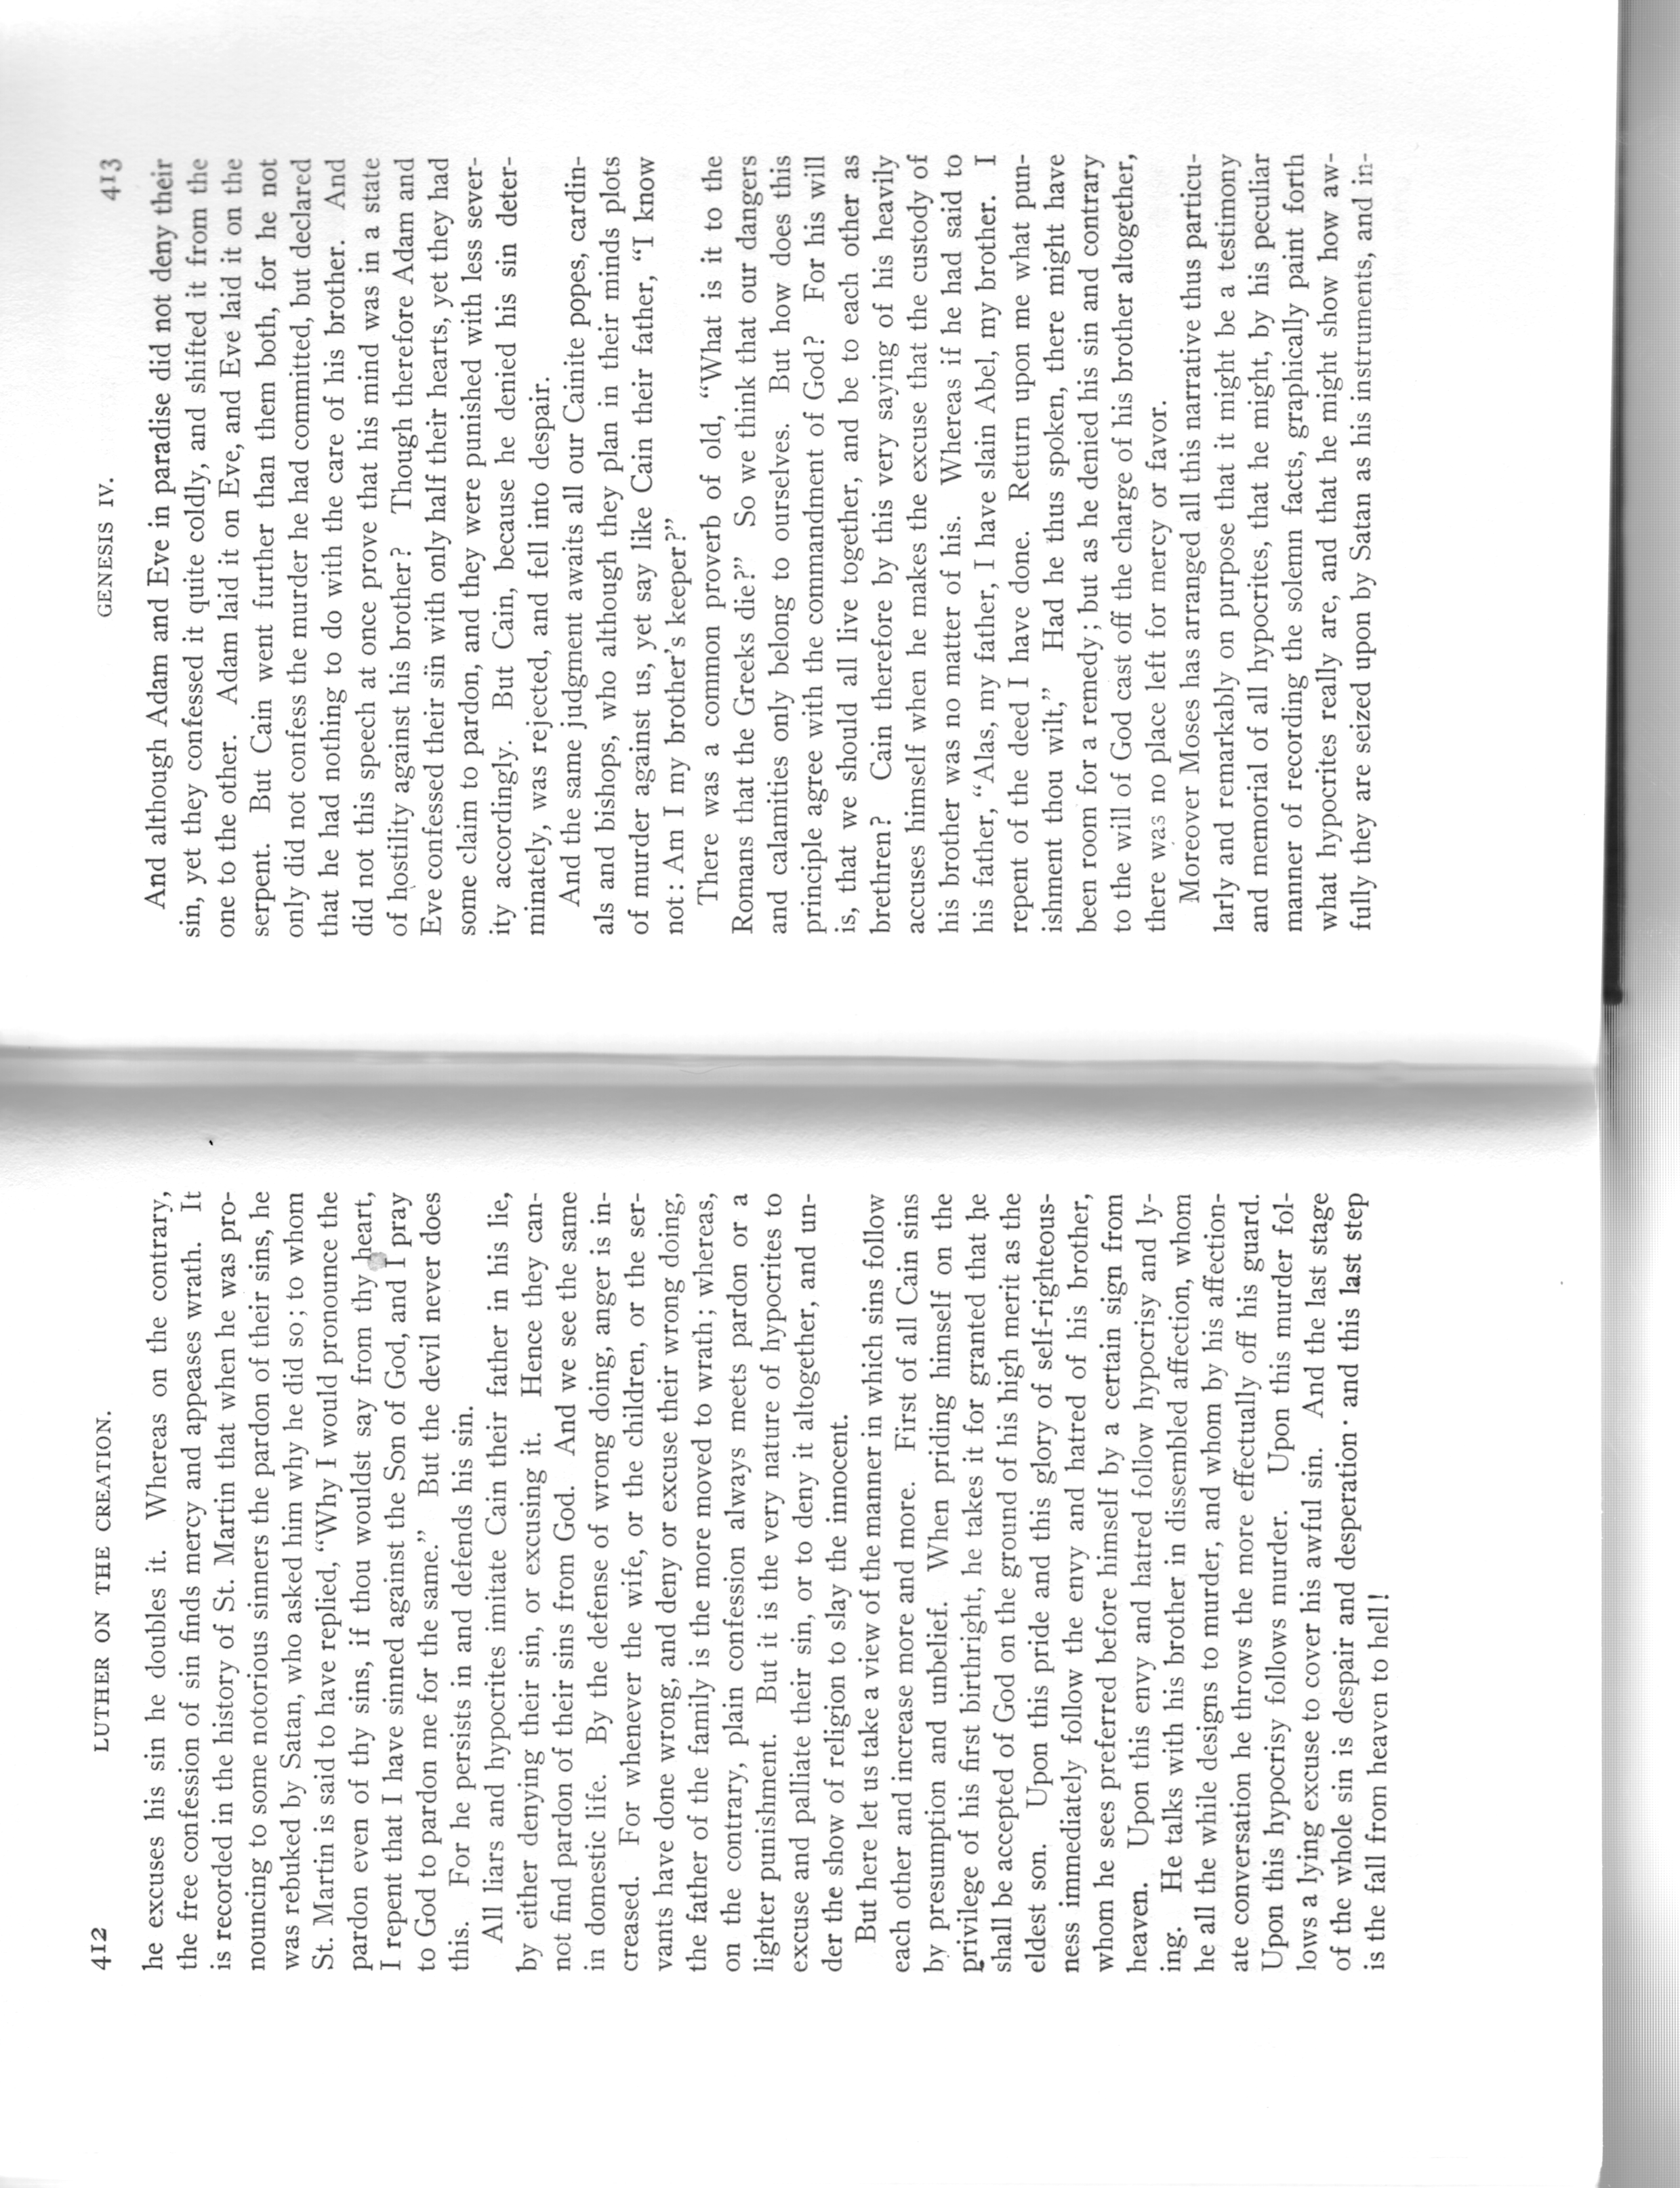 412 LUTHER ON THE CREATION.
he excuses his sin he doubles it. Whereas on the contrary,
the free confession of sin finds mercy and appeases wrath. It
is recorded in the history of St. Martin that when he was pro-
nouncing to some notorious sinners the pardon of their sins, he
was rebuked by Satan, who asked him why he did so; to whom
St. Martin is said to have replied, “Why I would pronounce the
pardon even of thy sins, if thou wouldst say from thy heart,
I repent that I have sinned against the Son of God, and I pray
to God to pardon me for the same.” But the devil never does
this. For he persists in and defends his sin.
All liars and hypocrites imitate Cain their father in his lie,
by either denying their sin, or excusing it. Hence they can-
not find pardon of their sins from God. And we see the same
in domestic life. By the defense of wrong doing, anger is in-
creased. For whenever the wife, or the children, or the ser-
vants have done wrong, and deny or excuse their wrong doing,
the father of the family is the more moved to wrath; whereas,
on the contrary, plain confession always meets pardon or a
lighter punishment. But it is the very nature of hypocrites to
excuse and palliate their sin, or to deny it altogether, and un-
der the show of religion to slay the innocent.
But here let us take a view of the manner in which sins follow
each other and increase more and more. First of all Cain sins
by presumption and unbelief. When priding himself on the
privilege of his first birthright, he takes it for granted that he
shall be accepted of God on the ground of his high merit as the
eldest son. Upon this pride and this glory of self-righteous-
ness immediately follow the envy and hatred of his brother,
whom he sees preferred before himself by a certain sign from
heaven. Upon this envy and hatred follow hypocrisy and ly-
ing. He talks with his brother in dissembled affection, whom
he all the while designs to murder, and whom by his affection-
ate conversation he throws the more effectually off his guard.
Upon this hypocrisy follows murder. Upon this murder fol-
lows a lying excuse to cover his awful sin. And the last stage
of the whole sin is despair and desperation · and this last step
is the fall from heaven to hell!
GENESIS IV. 413
And although Adam and Eve in paradise did not deny their
sin, yet they confessed it quite coldly, and shifted it from the
one to the other. Adam laid it on Eve, and Eve laid it on the
serpent. But Cain went further than them both, for he not
only did not confess the murder he had committed, but declared
that he had nothing to do with the care of his brother. And
did not this speech at once prove that his mind was in a state
of hostility against his brother? Though therefore Adam and
Eve confessed their sin with only half their hearts, yet they had
some claim to pardon, and they were punished with less sever-
ity accordingly. But Cain, because he denied his sin deter-
minately, was rejected, and fell into despair.
And the same judgment awaits all our Cainite popes, cardin-
als and bishops, who although they plan in their minds plots
of murder against us, yet say like Cain their father, “I know
not: Am I my brother's keeper?”
There was a common proverb of old, “What is it to the
Romans that the Greeks die?” So we think that our dangers
and calamities only belong to ourselves. But how does this
principle agree with the commandment of God? For his will
is, that we should all live together, and be to each other as
brethren? Cain therefore by this very saying of his heavily
accuses himself when he makes the excuse that the custody of
his brother was no matter of his. Whereas if he had said to
his father, “Alas, my father, I have slain Abel, my brother. I
repent of the deed I have done. Return upon me what pun-
ishment thou wilt,” Had he thus spoken, there might have
been room for a remedy; but as he denied his sin and contrary
to the will of God cast off the charge of his brother altogether,
there was no place left for mercy or favor.
Moreover Moses has arranged all this narrative thus particu-
larly and remarkably on purpose that it might be a testimony
and memorial of all hypocrites, that he might, by his peculiar
manner of recording the solemn facts, graphically paint forth
what hypocrites really are, and that he might show how aw-
fully they are seized upon by Satan as his instruments, and in-